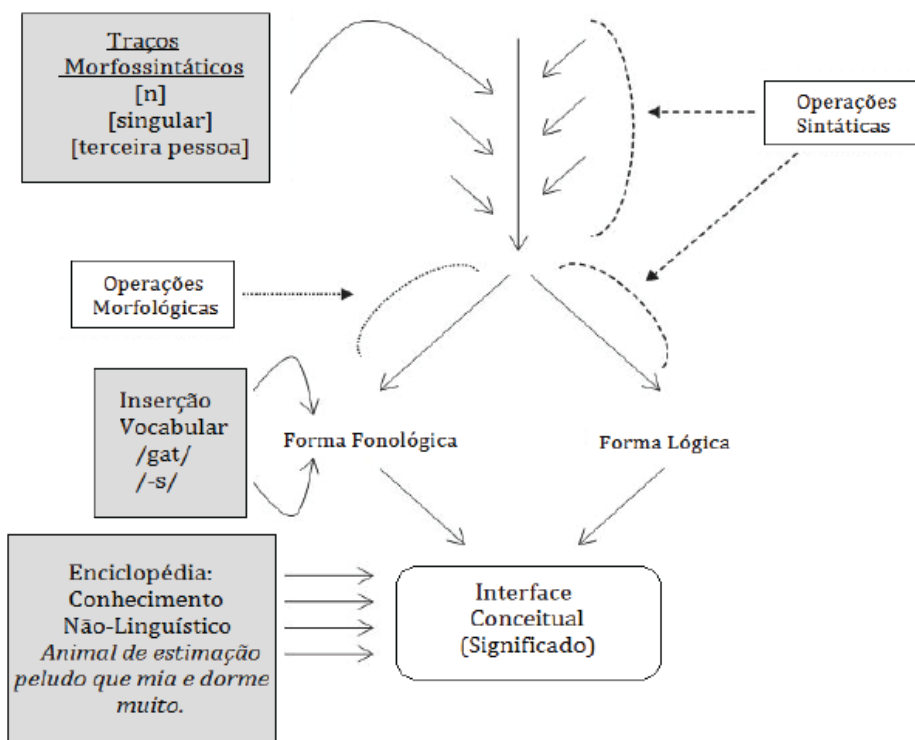 Traços
Morfossintáticos
[n]
[singular]
[terceira pessoa]
Operações
Sintáticas
Operações
Morfológicas
Inserção
Vocabular
/gat/
/-s/
Forma Fonológica
Forma Lógica
Enciclopédia:
Conhecimento
Não-Linguístico
Animal de estimação
peludo que mia e dorme
muito.
Interface
Conceitual
(Significado)